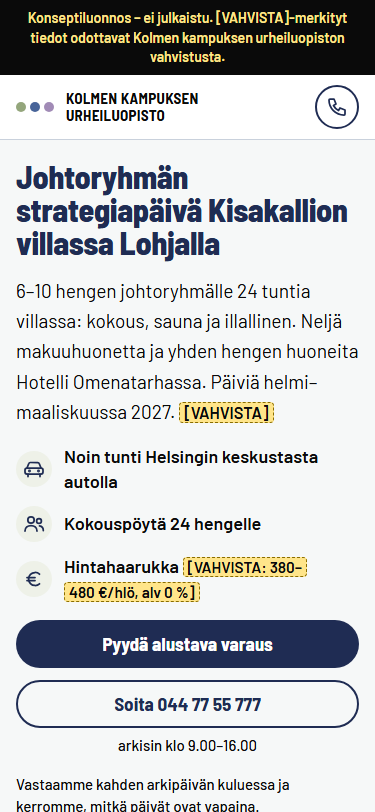 Konseptiluonnos – ei julkaistu. [VAHVISTA]-merkityt
tiedot odottavat Kolmen kampuksen urheiluopiston
vahvistusta.
KOLMEN KAMPUKSEN
URHEILUOPISTO
Johtoryhmän
strategiapäivä Kisakallion
villassa Lohjalla
6–10 hengen johtoryhmälle 24 tuntia
villassa: kokous, sauna ja illallinen. Neljä
makuuhuonetta ja yhden hengen huoneita
Hotelli Omenatarhassa. Päiviä helmi–
maaliskuussa 2027. [VAHVISTA]
Noin tunti Helsingin keskustasta
autolla
Kokouspöytä 24 hengelle
Hintahaarukka [VAHVISTA: 380–
480 €/hlö, alv 0 %]
Pyydä alustava varaus
Soita 044 77 55 777
arkisin klo 9.00–16.00
Vastaamme kahden arkipäivän kuluessa ja
kerromme, mitkä päivät ovat vapaina.